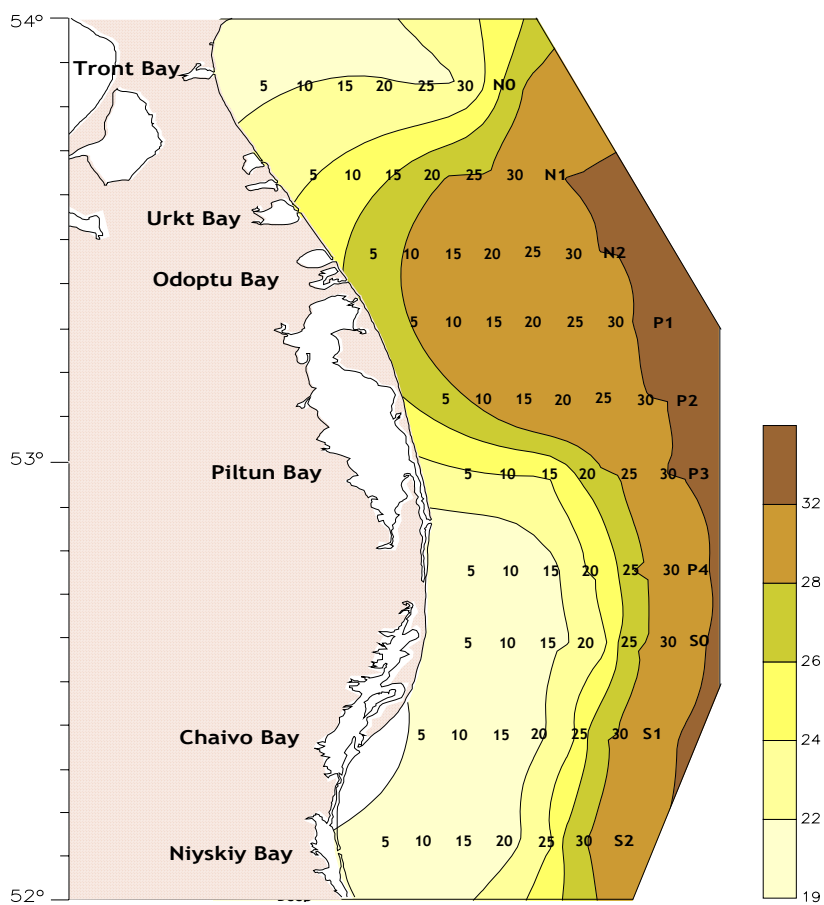 54°
Tront Bay
5 10 15 20 25 30 N0
5 10 15 20 25 30 N1
Urkt Bay
5 10 15 20 25 30 N2
Odoptu Bay
5 10 15 20 25 30 P1
5 10 15 20 25 30 P2
53°
Piltun Bay
5 10 15 20 25 30 P3
32
5 10 15 20 25 30 P4
28
5 10 15 20 25 30 S0
26
Chaivo Bay
5 10 15 20 25 30 S1
24
22
Niyskiy Bay
5 10 15 20 25 30 S2
52°
19